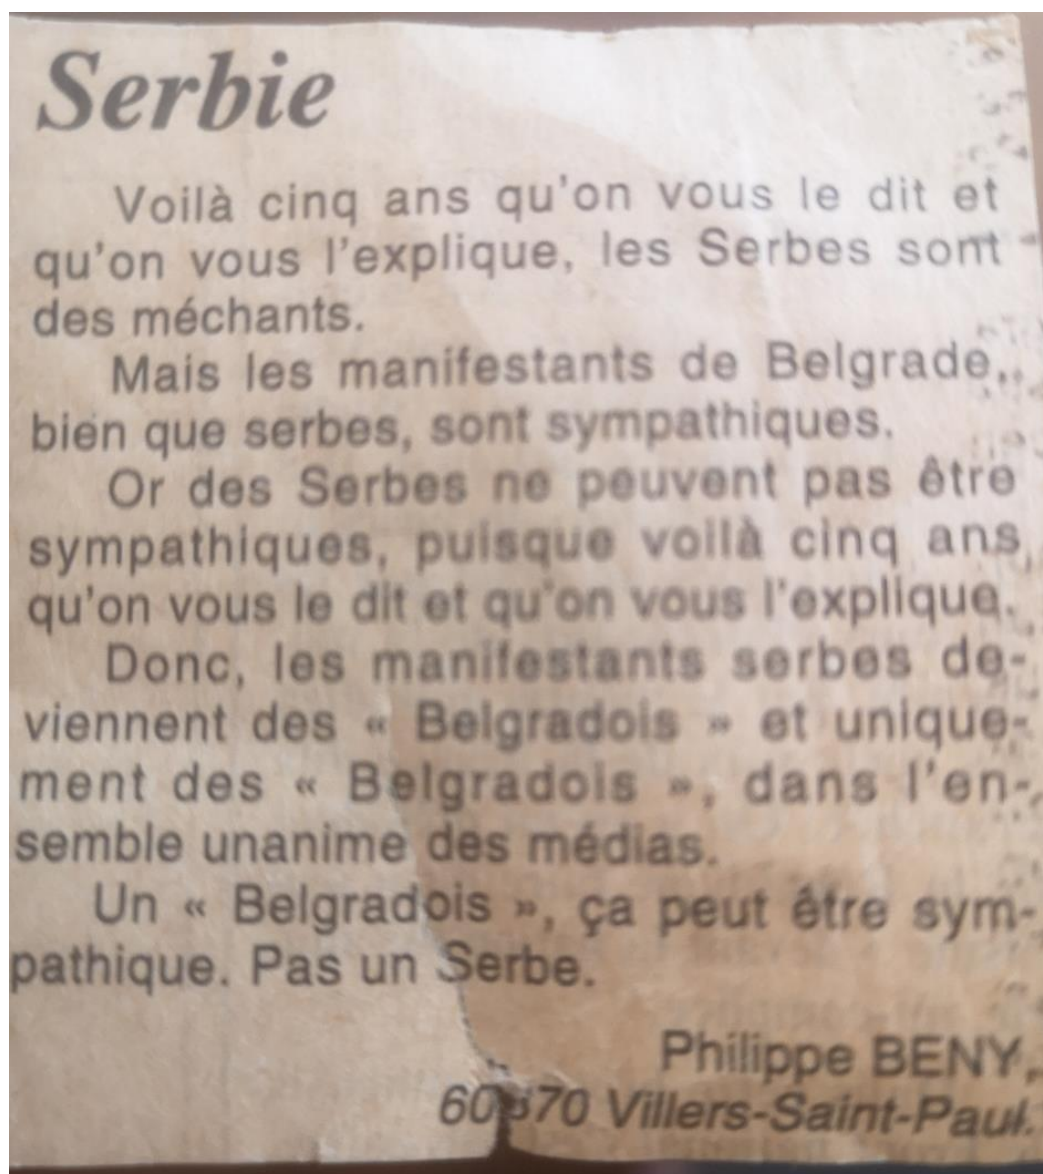 Serbie
Voilà cinq ans qu'on vous le dit et
qu'on vous l'explique, les Serbes sont
des méchants.
Mais les manifestants de Belgrade,
bien que serbes, sont sympathiques.
Or des Serbes ne peuvent pas être
sympathiques, puisque voilà cinq ans
qu'on vous le dit et qu'on vous l'explique.
Donc, les manifestants serbes de-
viennent des « Belgradois » et unique-
ment des « Belgradois », dans l'en-
semble unanime des médias.
Un « Belgradois », ça peut être sym-
pathique. Pas un Serbe.
Philippe BENY,
Villers-Saint-Paul.